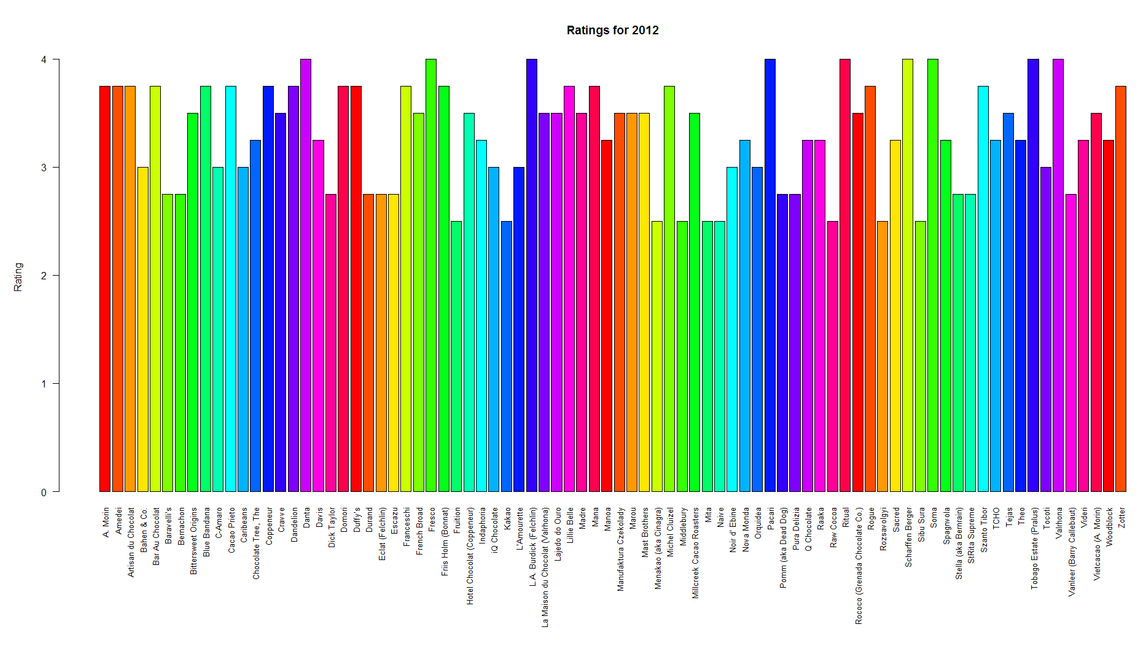 Ratings for 2012
Rating
4
3
2
1
0
A. Morin
Amedei
Artisan du Chocolat
Bahen & Co.
Bar Au Chocolat
Baravelli's
Bernachon
Bittersweet Origins
Blue Bandana
C-Amaro
Cacao Prieto
Caribeans
Chocolate Tree, The
Coppeneur
Cravve
Dandelion
Danta
Davis
Dick Taylor
Domori
Duffy's
Durand
Eclat (Felchlin)
Escazu
Franceschi
French Broad
Fresco
Friis Holm (Bonnat)
Fruition
Hotel Chocolat (Coppeneur)
Indaphoria
iQ Chocolate
Kakao
L'Amourette
L.A. Burdick (Felchlin)
La Maison du Chocolat (Valrhona)
Lajedo do Ouro
Lillie Belle
Madre
Mana
Manoa
Manufaktura Czekolady
Marou
Mast Brothers
Menakao (aka Cinagra)
Michel Cluizel
Middlebury
Millcreek Cacao Roasters
Mita
Naive
Noir d' Ebine
Nova Monda
Orquidea
Pacari
Pomm (aka Dead Dog)
Pura Delizia
Q Chocolate
Raaka
Raw Cocoa
Ritual
Rococo (Grenada Chocolate Co.)
Rogue
Rozsavolgyi
Sacred
Scharffen Berger
Sibu Sura
Soma
Spagnvola
Stella (aka Bernrain)
StRita Supreme
Szanto Tibor
TCHO
Tejas
Theo
Tobago Estate (Pralus)
Tocoti
Valrhona
Vanleer (Barry Callebaut)
Videri
Vietcacao (A. Morin)
Woodblock
Zotter